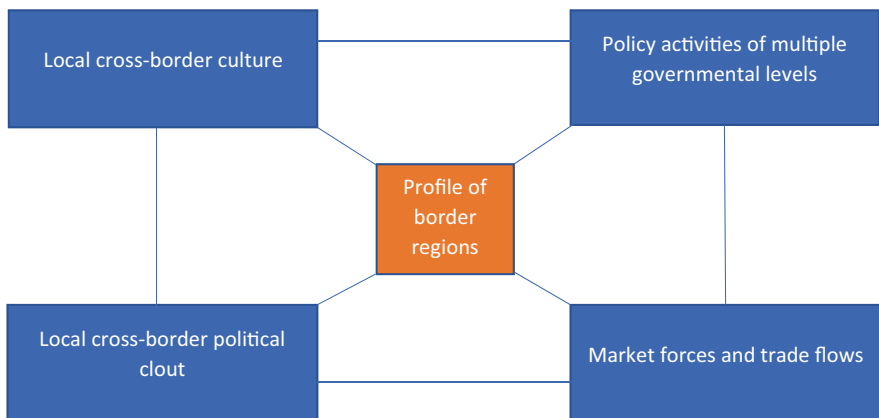 Local cross-border culture
Policy activities of multiple
governmental levels
Profile of
border
regions
Local cross-border political
clout
Market forces and trade flows